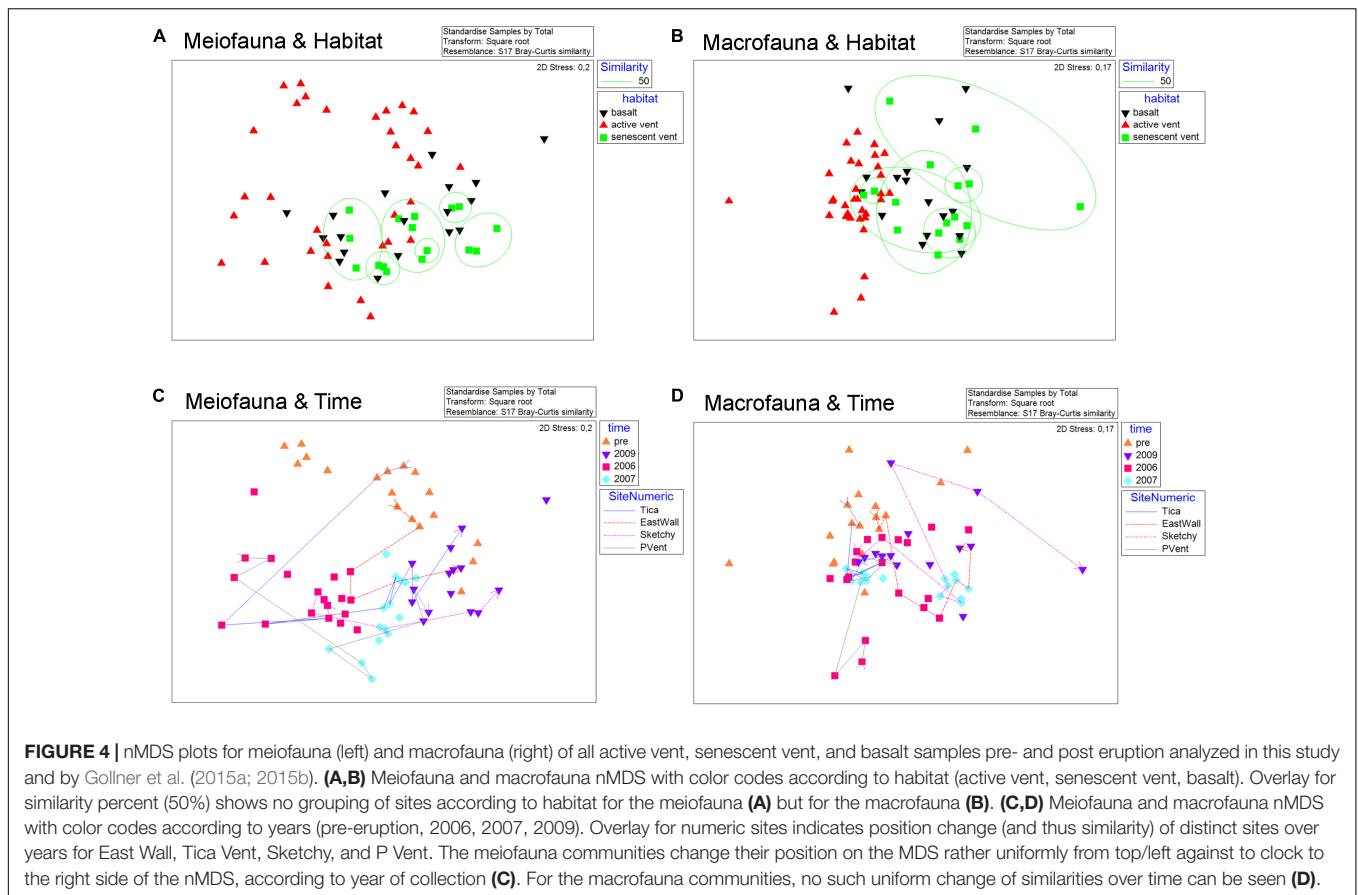 A Meiofauna & Habitat
Standardise Samples by Total
Transform: Square root
Resemblance: S17 Bray-Curtis similarity
2D Stress: 0,2
Similarity
50
habitat
basalt
active vent
senescent vent
B Macrofauna & Habitat
Standardise Samples by Total
Transform: Square root
Resemblance: S17 Bray-Curtis similarity
2D Stress: 0,17
Similarity
50
habitat
basalt
active vent
senescent vent
C Meiofauna & Time
Standardise Samples by Total
Transform: Square root
Resemblance: S17 Bray-Curtis similarity
2D Stress: 0,2
time
pre
2009
2006
2007
SiteNumeric
Tica
EastWall
Sketchy
PVent
D Macrofauna & Time
Standardise Samples by Total
Transform: Square root
Resemblance: S17 Bray-Curtis similarity
2D Stress: 0,17
time
pre
2009
2006
2007
SiteNumeric
Tica
EastWall
Sketchy
PVent
FIGURE 4 | nMDS plots for meiofauna (left) and macrofauna (right) of all active vent, senescent vent, and basalt samples pre- and post eruption analyzed in this study
and by Gollner et al. (2015a; 2015b). (A,B) Meiofauna and macrofauna nMDS with color codes according to habitat (active vent, senescent vent, basalt). Overlay for
similarity percent (50%) shows no grouping of sites according to habitat for the meiofauna (A) but for the macrofauna (B). (C,D) Meiofauna and macrofauna nMDS
with color codes according to years (pre-eruption, 2006, 2007, 2009). Overlay for numeric sites indicates position change (and thus similarity) of distinct sites over
years for East Wall, Tica Vent, Sketchy, and P Vent. The meiofauna communities change their position on the MDS rather uniformly from top/left against to clock to
the right side of the nMDS, according to year of collection (C). For the macrofauna communities, no such uniform change of similarities over time can be seen (D).